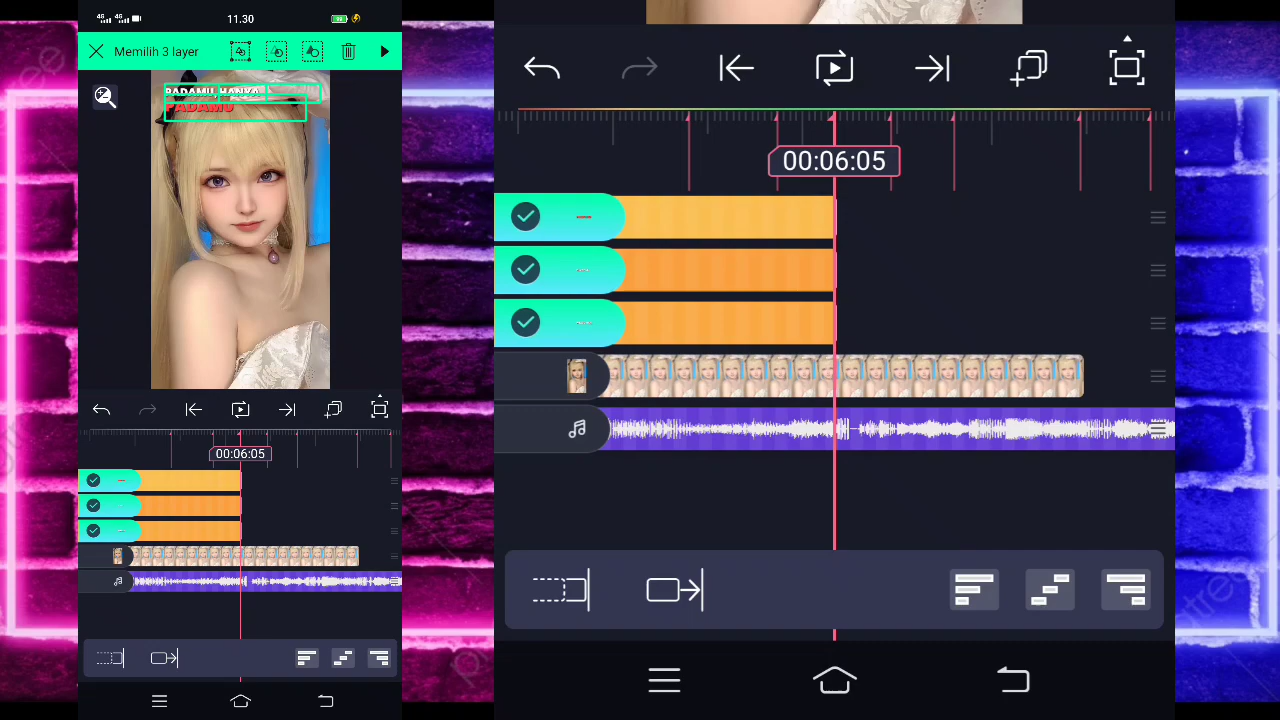 11.30
Memilih 3 layer
PADAMU, HANYA
PADAMU
00:06:05
00:06:05